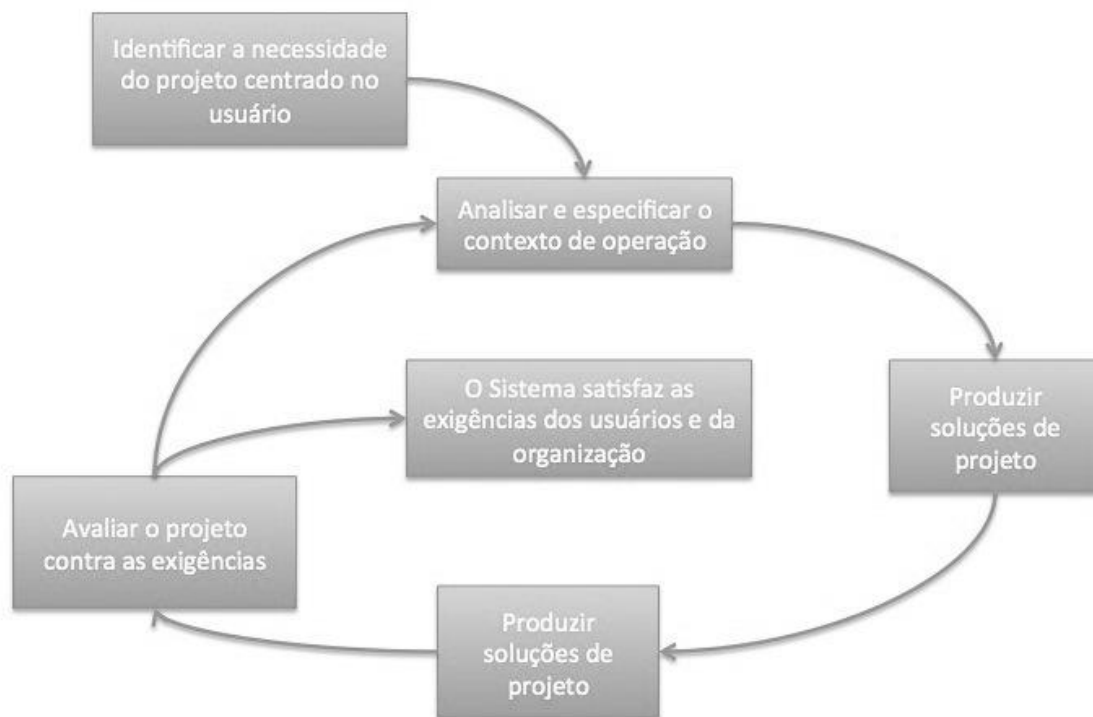 Identificar a necessidade
do projeto centrado no
usuário
Analisar e especificar o
contexto de operação
Produzir
soluções de
projeto
O Sistema satisfaz as
exigências dos usuários e da
organização
Avaliar o projeto
contra as exigências
Produzir
soluções de
projeto